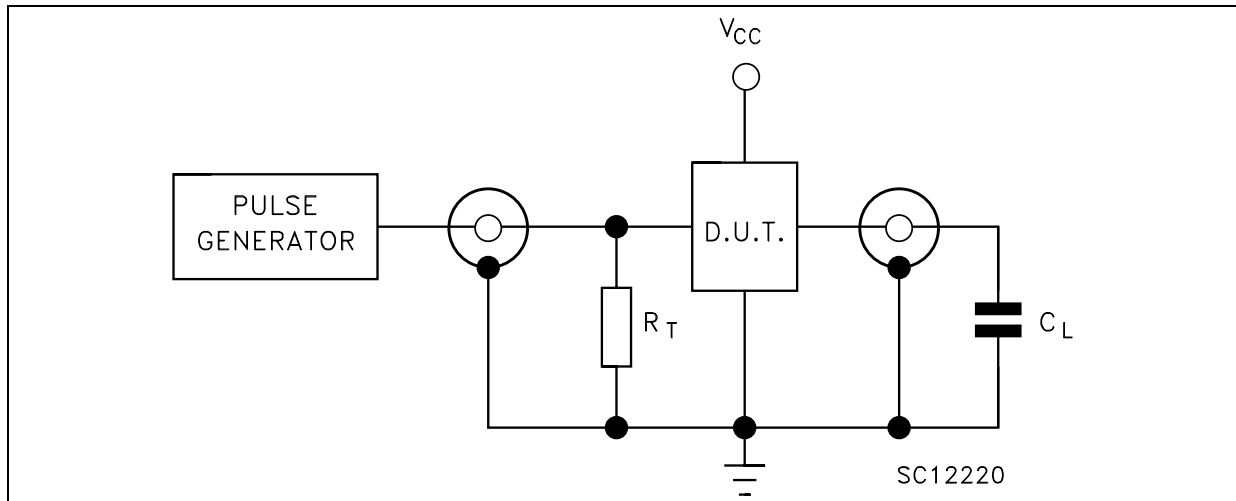 VCC
PULSE
GENERATOR
D.U.T.
RT
CL
SC12220